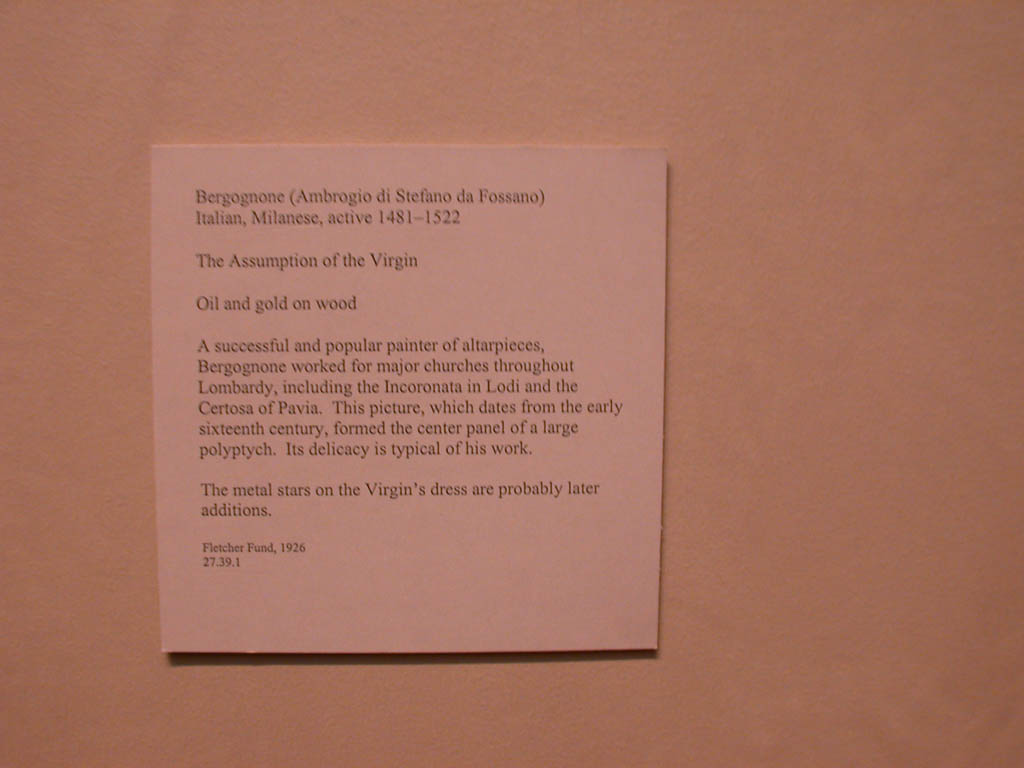 Bergognone (Ambrogio di Stefano da Fossano)
Italian, Milanese, active 1481–1522
The Assumption of the Virgin
Oil and gold on wood
A successful and popular painter of altarpieces,
Bergognone worked for major churches throughout
Lombardy, including the Incoronata in Lodi and the
Certosa of Pavia.  This picture, which dates from the early
sixteenth century, formed the center panel of a large
polyptych.  Its delicacy is typical of his work.
The metal stars on the Virgin's dress are probably later
additions.
Fletcher Fund, 1926
27.39.1